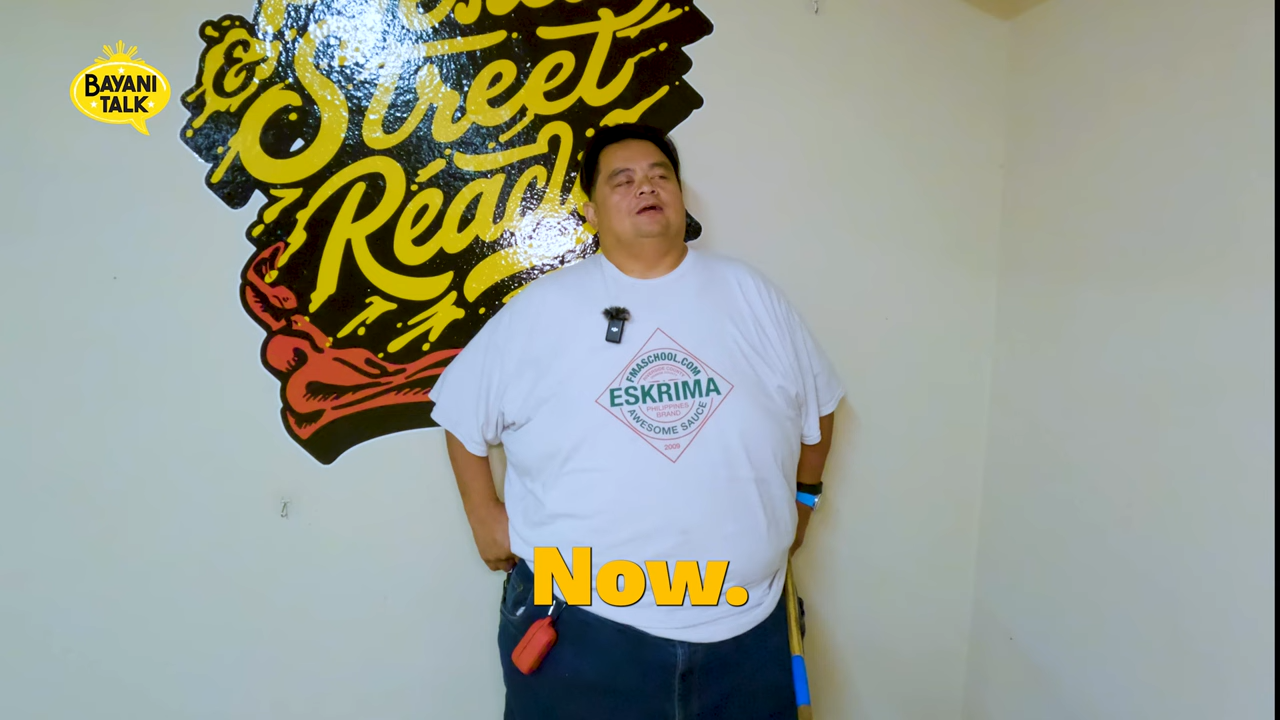 BAYANI
TALK
&
Street
Ready
FMASCHOOL.COM
ESKRIMA
PHILIPPINES
BRAND
AWESOME SAUCE
2009
Now.